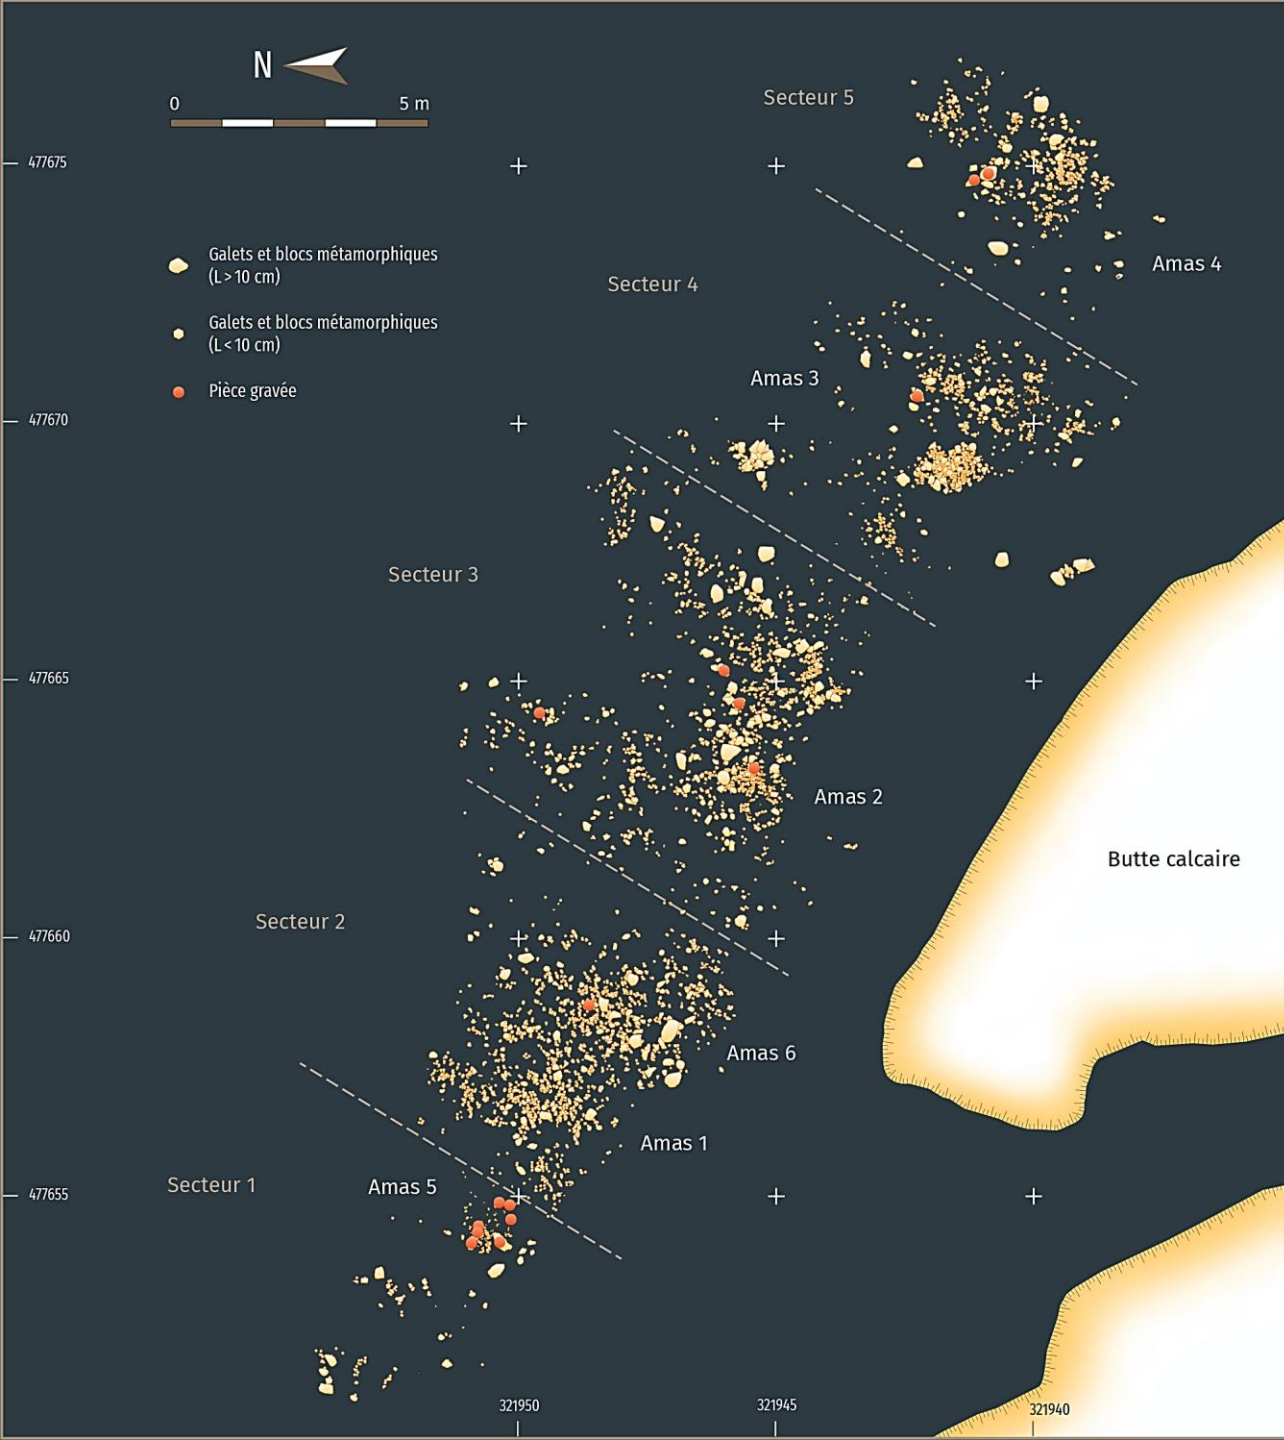 N
0 5 m
Secteur 5
477675
Galets et blocs métamorphiques
(L > 10 cm)
Amas 4
Secteur 4
Galets et blocs métamorphiques
(L < 10 cm)
Amas 3
Pièce gravée
477670
Secteur 3
477665
Amas 2
Butte calcaire
Secteur 2
477660
Amas 6
Amas 1
Secteur 1
Amas 5
477655
321950
321945
321940